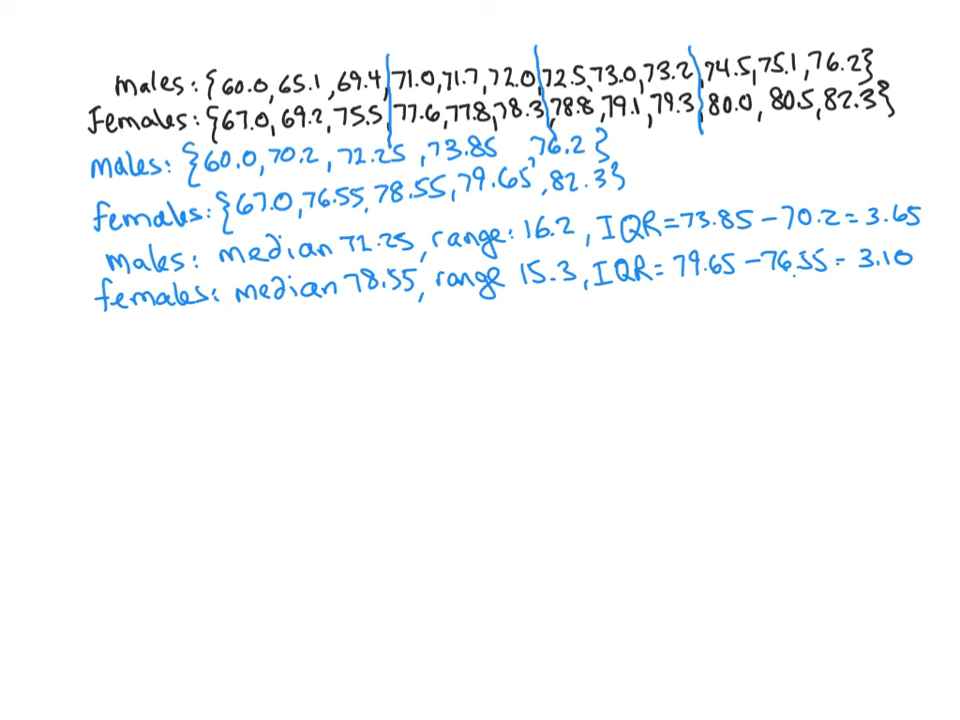 males: {60.0, 65.1, 69.4, 71.0, 71.7, 72.0, 72.5, 73.0, 73.2, 74.5, 75.1, 76.2}
Females: {67.0, 69.2, 75.5, 77.6, 77.8, 78.3, 78.8, 79.1, 79.3, 80.0, 80.5, 82.3}
males: {60.0, 70.2, 72.25, 73.85, 76.2}
females: {67.0, 76.55, 78.55, 79.65, 82.3}
males: median 72.25, range: 16.2, IQR = 73.85 - 70.2 = 3.65
females: median 78.55, range 15.3, IQR = 79.65 - 76.55 = 3.10